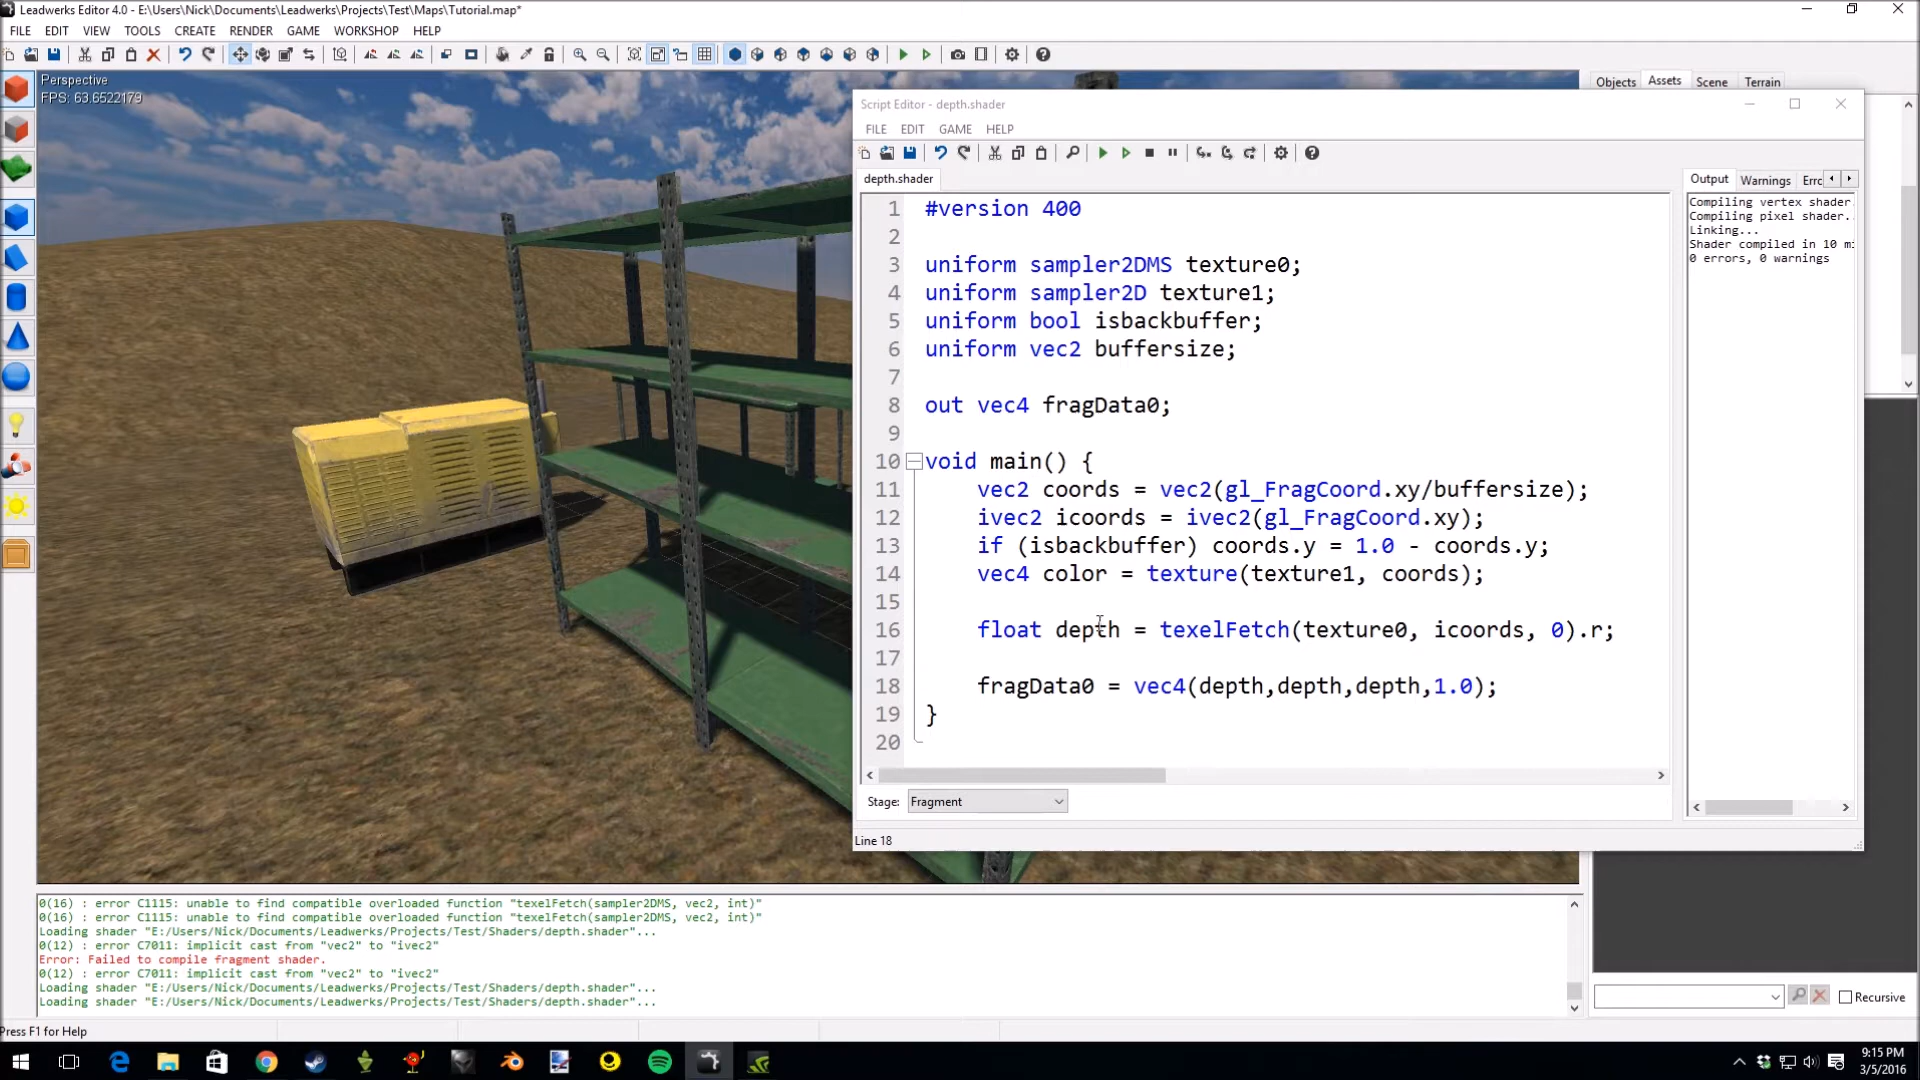 Leadwerks Editor 4.0 - E:\Users\Nick\Documents\Leadwerks\Projects\Test\Maps\Tutorial.map*
FILE EDIT VIEW TOOLS CREATE RENDER GAME WORKSHOP HELP
Perspective
FPS: 63.6522179
Objects Assets Scene Terrain
Script Editor - depth.shader
FILE EDIT GAME HELP
depth.shader
1 #version 400
2
3 uniform sampler2DMS texture0;
4 uniform sampler2D texture1;
5 uniform bool isbackbuffer;
6 uniform vec2 buffersize;
7
8 out vec4 fragData0;
9
10 void main() {
11 vec2 coords = vec2(gl_FragCoord.xy/buffersize);
12 ivec2 icoords = ivec2(gl_FragCoord.xy);
13 if (isbackbuffer) coords.y = 1.0 - coords.y;
14 vec4 color = texture(texture1, coords);
15
16 float depth = texelFetch(texture0, icoords, 0).r;
17
18 fragData0 = vec4(depth,depth,depth,1.0);
19 }
20
Stage: Fragment
Line 18
Output Warnings Errc
Compiling vertex shader.
Compiling pixel shader..
Linking...
Shader compiled in 10 mi
0 errors, 0 warnings
0(16) : error C1115: unable to find compatible overloaded function "texelFetch(sampler2DMS, vec2, int)"
0(16) : error C1115: unable to find compatible overloaded function "texelFetch(sampler2DMS, vec2, int)"
Loading shader "E:/Users/Nick/Documents/Leadwerks/Projects/Test/Shaders/depth.shader"...
0(12) : error C7011: implicit cast from "vec2" to "ivec2"
Error: Failed to compile fragment shader.
0(12) : error C7011: implicit cast from "vec2" to "ivec2"
Loading shader "E:/Users/Nick/Documents/Leadwerks/Projects/Test/Shaders/depth.shader"...
Loading shader "E:/Users/Nick/Documents/Leadwerks/Projects/Test/Shaders/depth.shader"...
Recursive
Press F1 for Help
9:15 PM
3/5/2016